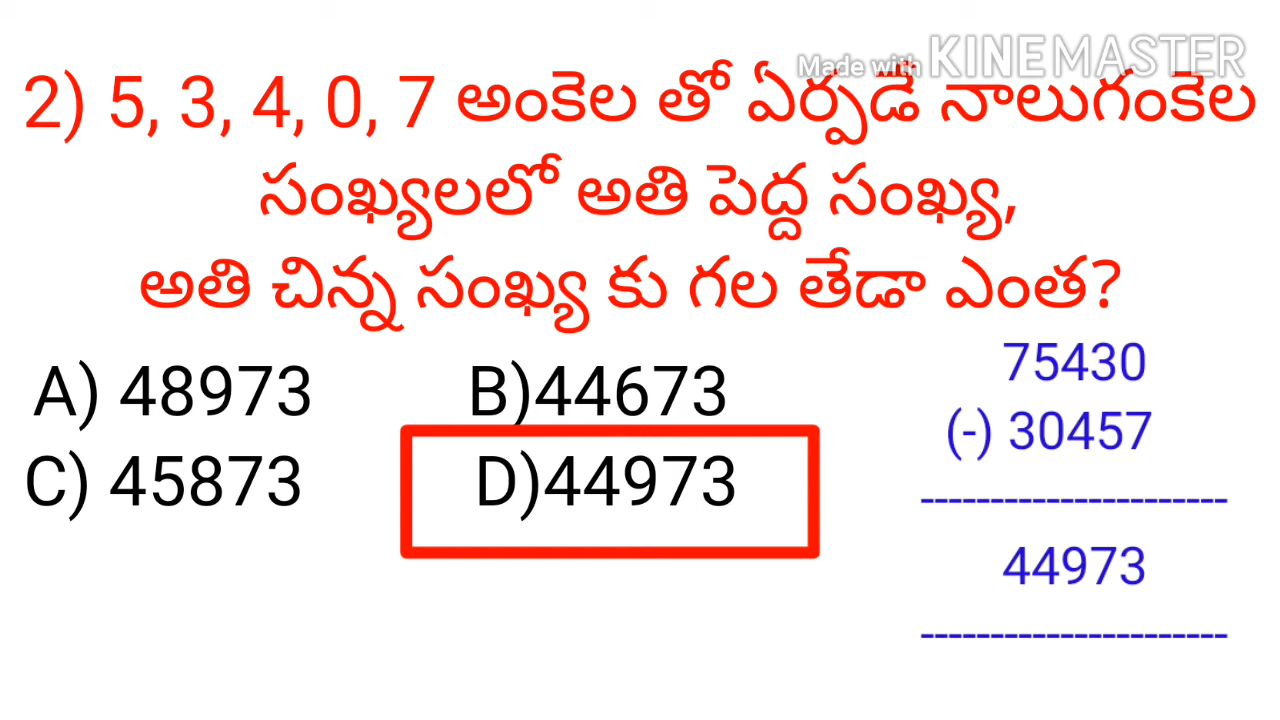 Made with KINEMASTER
2) 5, 3, 4, 0, 7 అంకెల తో ఏర్పడే నాలుగంకెల
సంఖ్యలలో అతి పెద్ద సంఖ్య,
అతి చిన్న సంఖ్య కు గల తేడా ఎంత?
A) 48973 B)44673
C) 45873 D)44973
75430
(-) 30457
----------------------
44973
----------------------